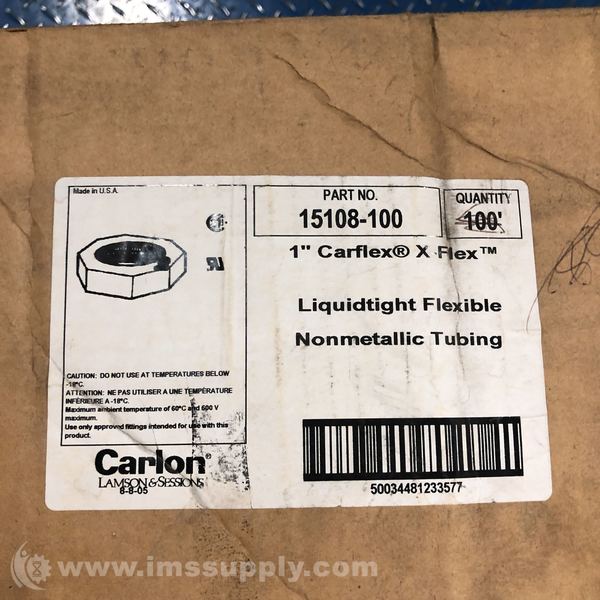 Made in U.S.A.
PART NO.
15108-100
QUANTITY
100'
1" Carflex® X Flex™
Liquidtight Flexible
Nonmetallic Tubing
CAUTION: DO NOT USE AT TEMPERATURES BELOW
-18°C.
ATTENTION: NE PAS UTILISER A UNE TEMPÉRATURE
INFÉRIEURE A -18°C.
Maximum ambient temperature of 60°C and 600 V
maximum.
Use only approved fittings intended for use with this
product.
Carlon®
LAMSON & SESSIONS
8-8-05
50034481233577
www.imssupply.com